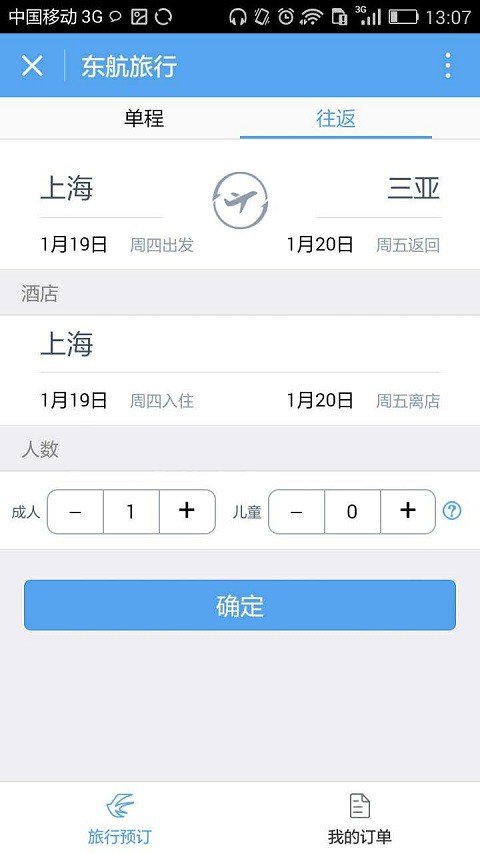 中国移动 3G 3G 13:07
东航旅行
单程 往返
上海 三亚
1月19日 周四出发 1月20日 周五返回
酒店
上海
1月19日 周四入住 1月20日 周五离店
人数
成人 － 1 + 儿童 － 0 + ?
确定
旅行预订 我的订单